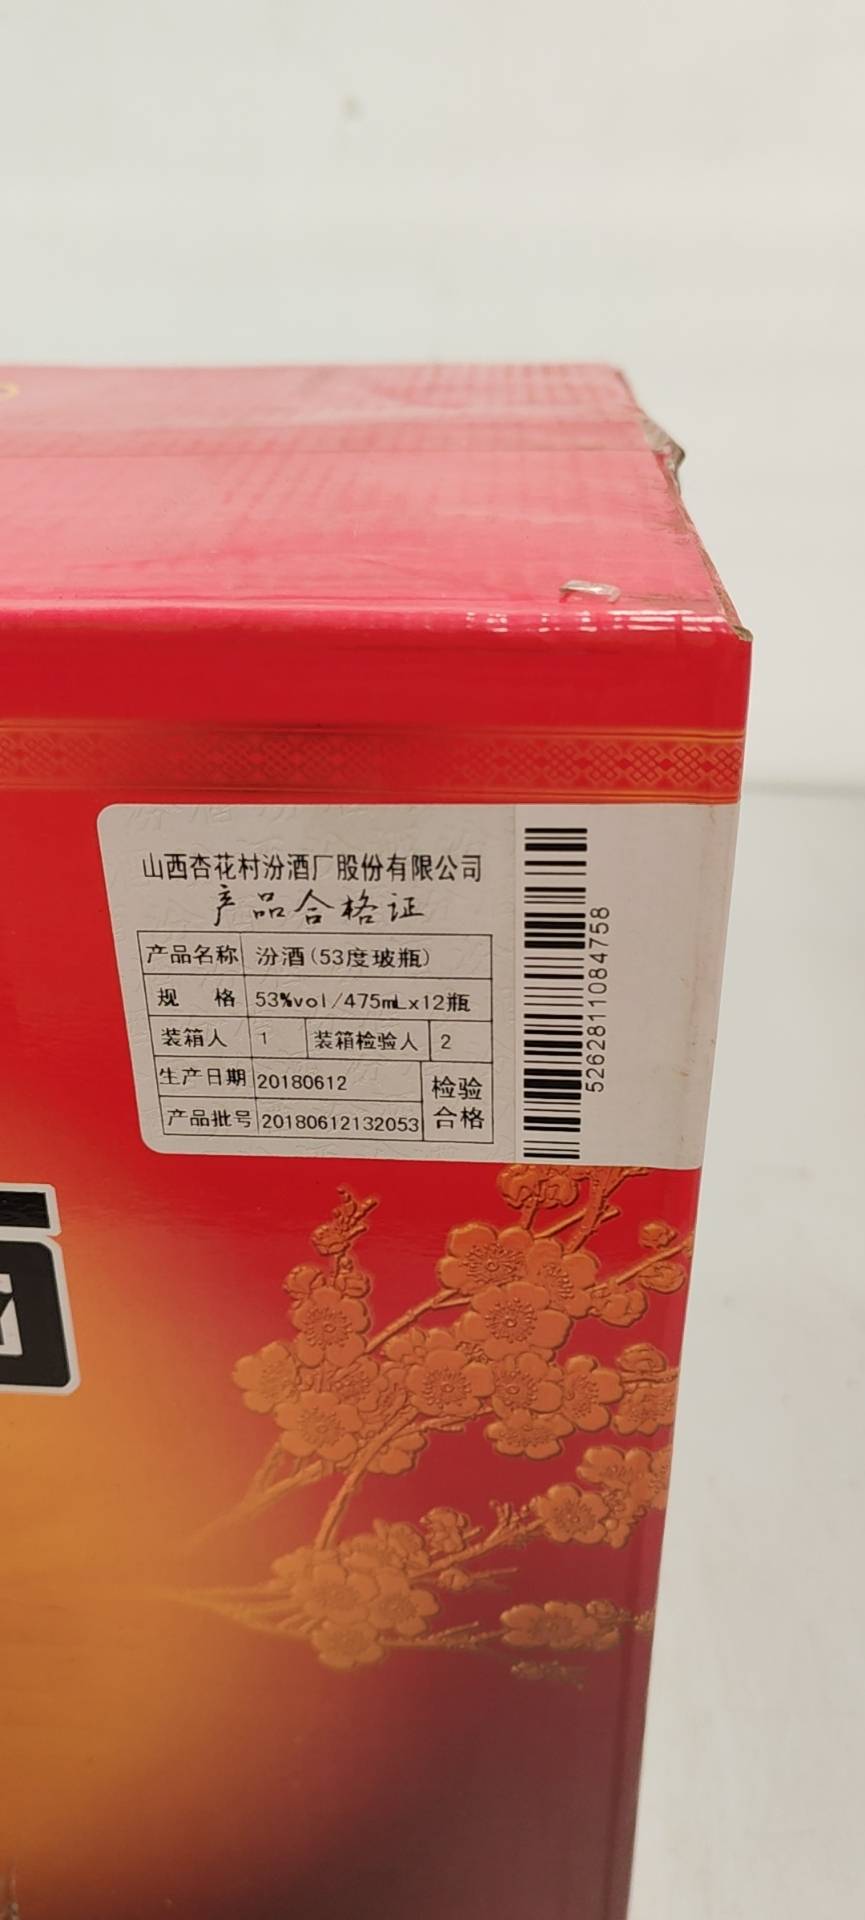 山西杏花村汾酒厂股份有限公司
产品合格证
产品名称 汾酒(53度玻瓶)
规 格 53%vol/475mLx12瓶
装箱人 1 装箱检验人 2
生产日期 20180612 检验
产品批号 20180612132053 合格
5262811084758